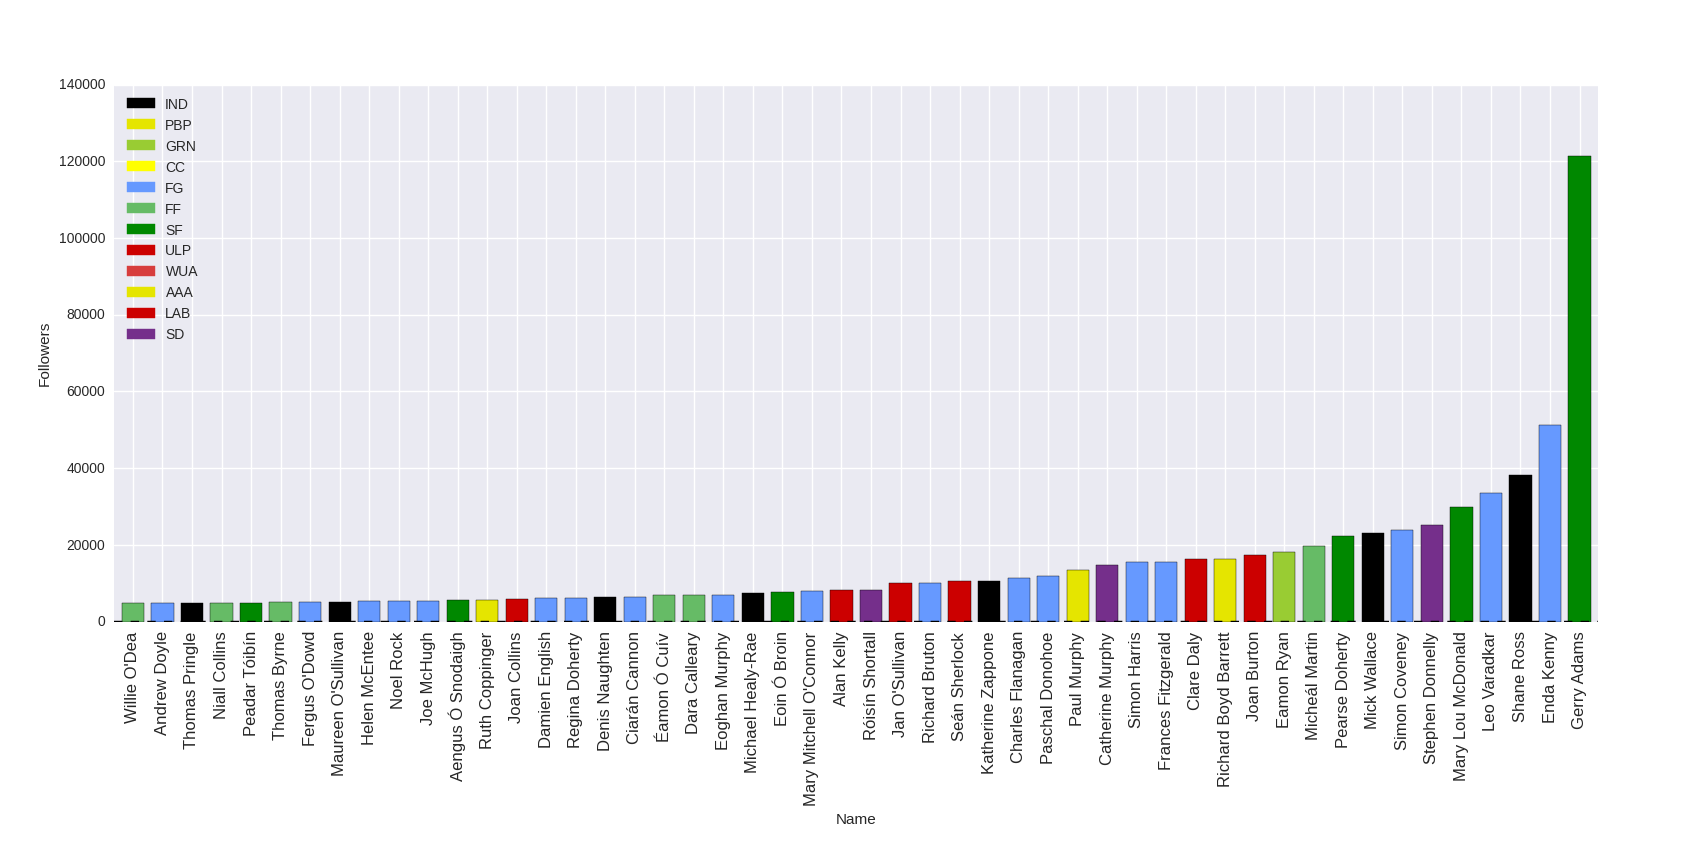 140000
120000
100000
80000
60000
40000
20000
0
Followers
IND
PBP
GRN
CC
FG
FF
SF
ULP
WUA
AAA
LAB
SD
Willie O'Dea
Andrew Doyle
Thomas Pringle
Niall Collins
Peadar Tóibín
Thomas Byrne
Fergus O'Dowd
Maureen O'Sullivan
Helen McEntee
Noel Rock
Joe McHugh
Aengus Ó Snodaigh
Ruth Coppinger
Joan Collins
Damien English
Regina Doherty
Denis Naughten
Ciarán Cannon
Éamon Ó Cuív
Dara Calleary
Eoghan Murphy
Michael Healy-Rae
Eoin Ó Broin
Mary Mitchell O'Connor
Alan Kelly
Róisín Shortall
Jan O'Sullivan
Richard Bruton
Seán Sherlock
Katherine Zappone
Charles Flanagan
Paschal Donohoe
Paul Murphy
Catherine Murphy
Simon Harris
Frances Fitzgerald
Clare Daly
Richard Boyd Barrett
Joan Burton
Eamon Ryan
Micheál Martin
Pearse Doherty
Mick Wallace
Simon Coveney
Stephen Donnelly
Mary Lou McDonald
Leo Varadkar
Shane Ross
Enda Kenny
Gerry Adams
Name